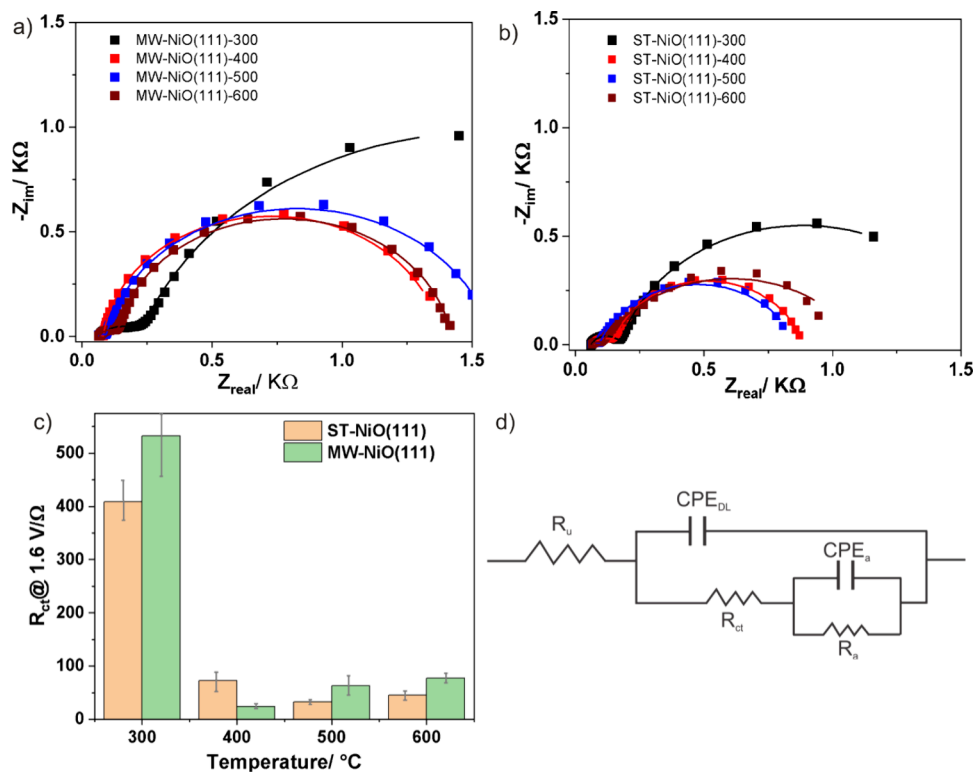 a)
MW-NiO(111)-300
MW-NiO(111)-400
MW-NiO(111)-500
MW-NiO(111)-600
-Z_im/ KΩ
1.5
1.0
0.5
0.0
0.0 0.5 1.0 1.5
Z_real/ KΩ
b)
ST-NiO(111)-300
ST-NiO(111)-400
ST-NiO(111)-500
ST-NiO(111)-600
-Z_im/ KΩ
1.5
1.0
0.5
0.0
0.0 0.5 1.0 1.5
Z_real/ KΩ
c)
ST-NiO(111)
MW-NiO(111)
R_ct@ 1.6 V/Ω
500
400
300
200
100
0
300 400 500 600
Temperature/ °C
d)
CPE_DL
R_u
CPE_a
R_ct
R_a